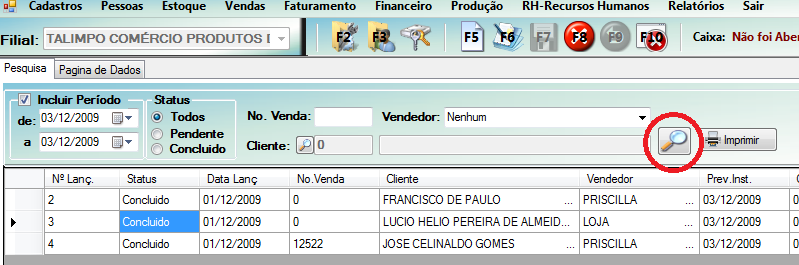 Cadastros Pessoas Estoque Vendas Faturamento Financeiro Produção RH-Recursos Humanos Relatórios Sair
Filial: TALIMPO COMÉRCIO PRODUTOS F2 F3 F5 F6 F7 F8 F9 F10 Caixa: Não foi Aber
Pesquisa Pagina de Dados
Incluir Período Status
de: 03/12/2009 Todos No. Venda: Vendedor: Nenhum
Pendente
a 03/12/2009 Concluido Cliente: 0 Imprimir
Nº Lanç. Status Data Lanç No.Venda Cliente Vendedor Prev.Inst.
2 Concluido 01/12/2009 0 FRANCISCO DE PAULO ... PRISCILLA ... 03/12/2009
3 Concluido 01/12/2009 0 LUCIO HELIO PEREIRA DE ALMEID... LOJA ... 03/12/2009
4 Concluido 01/12/2009 12522 JOSE CELINALDO GOMES ... PRISCILLA ... 03/12/2009